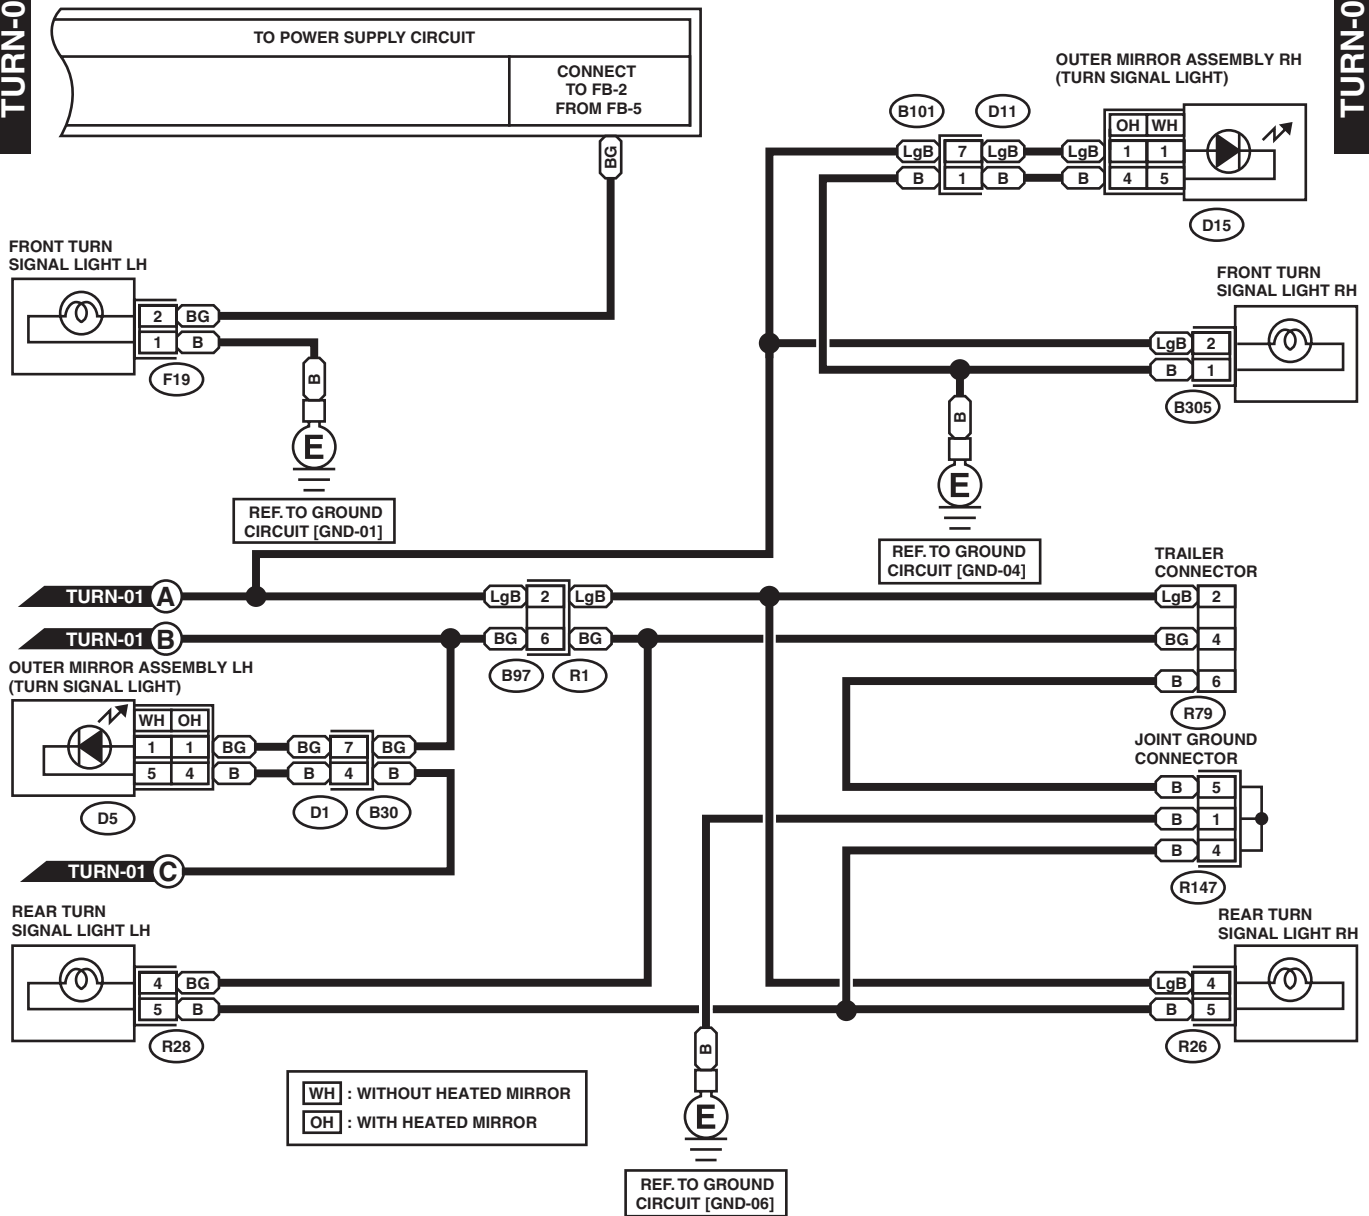 TURN-0
TURN-0
TO POWER SUPPLY CIRCUIT
CONNECT
TO FB-2
FROM FB-5
BG
OUTER MIRROR ASSEMBLY RH
(TURN SIGNAL LIGHT)
B101
D11
OH WH
LgB 7 LgB LgB 1 1
B 1 B B 4 5
D15
FRONT TURN
SIGNAL LIGHT LH
2 BG
1 B
F19
B
E
REF. TO GROUND
CIRCUIT [GND-01]
FRONT TURN
SIGNAL LIGHT RH
LgB 2
B 1
B305
B
E
REF. TO GROUND
CIRCUIT [GND-04]
TURN-01 A
LgB 2 LgB
TURN-01 B
BG 6 BG
B97
R1
TRAILER
CONNECTOR
LgB 2
BG 4
B 6
R79
OUTER MIRROR ASSEMBLY LH
(TURN SIGNAL LIGHT)
WH OH
1 1 BG BG 7 BG
5 4 B B 4 B
D5
D1
B30
JOINT GROUND
CONNECTOR
B 5
B 1
B 4
R147
TURN-01 C
REAR TURN
SIGNAL LIGHT LH
4 BG
5 B
R28
REAR TURN
SIGNAL LIGHT RH
LgB 4
B 5
R26
WH : WITHOUT HEATED MIRROR
OH : WITH HEATED MIRROR
B
E
REF. TO GROUND
CIRCUIT [GND-06]